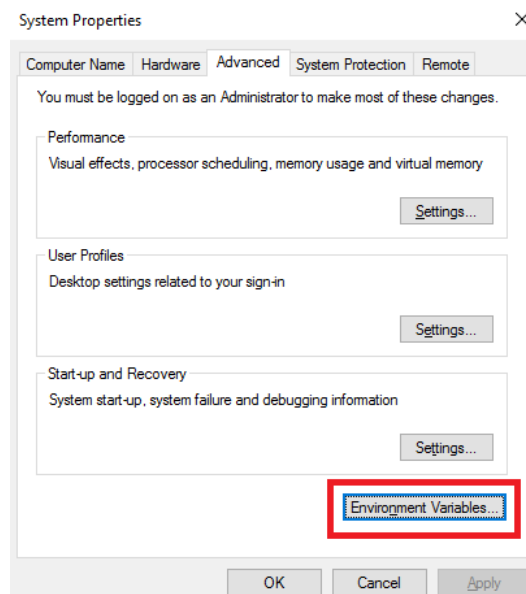 System Properties
Computer Name Hardware Advanced System Protection Remote
You must be logged on as an Administrator to make most of these changes.
Performance
Visual effects, processor scheduling, memory usage and virtual memory
Settings...
User Profiles
Desktop settings related to your sign-in
Settings...
Start-up and Recovery
System start-up, system failure and debugging information
Settings...
Environment Variables...
OK Cancel Apply